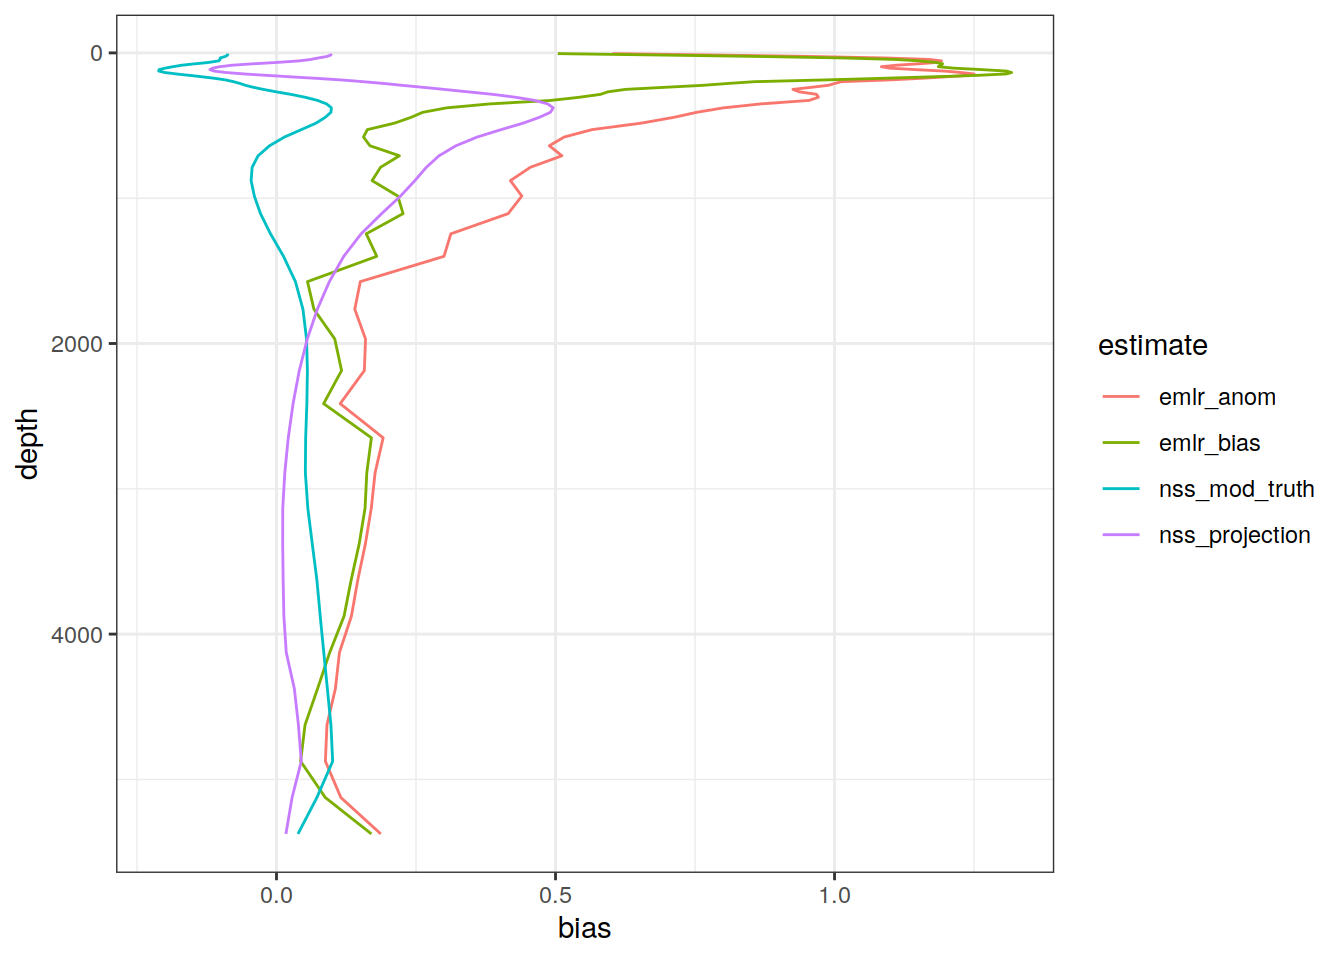 0
2000
4000
depth
0.0
0.5
1.0
bias
estimate
emlr_anom
emlr_bias
nss_mod_truth
nss_projection